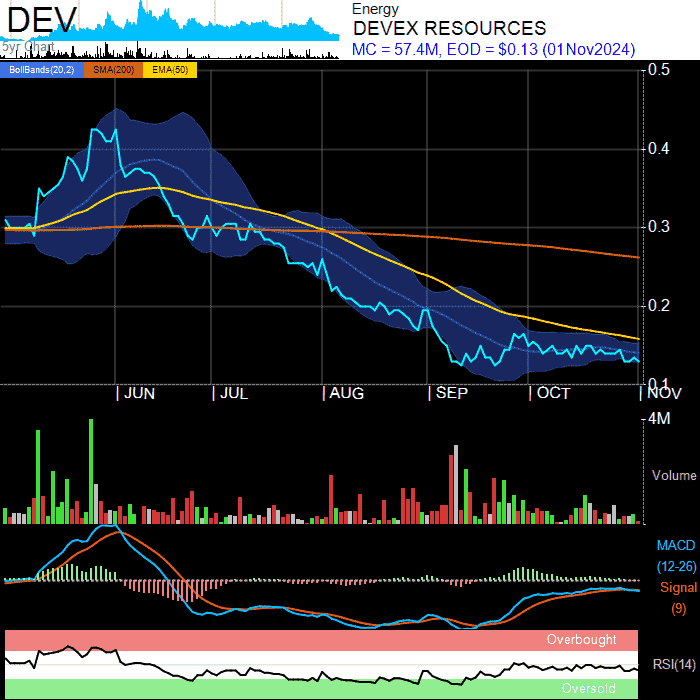 DEV
5yr Chart
Energy
DEVEX RESOURCES
MC = 57.4M, EOD = $0.13 (01Nov2024)
BollBands(20,2) SMA(200) EMA(50)
0.5
0.4
0.3
0.2
0.1
JUN JUL AUG SEP OCT NOV
4M
Volume
MACD
(12-26)
Signal
(9)
Overbought
RSI(14)
Oversold